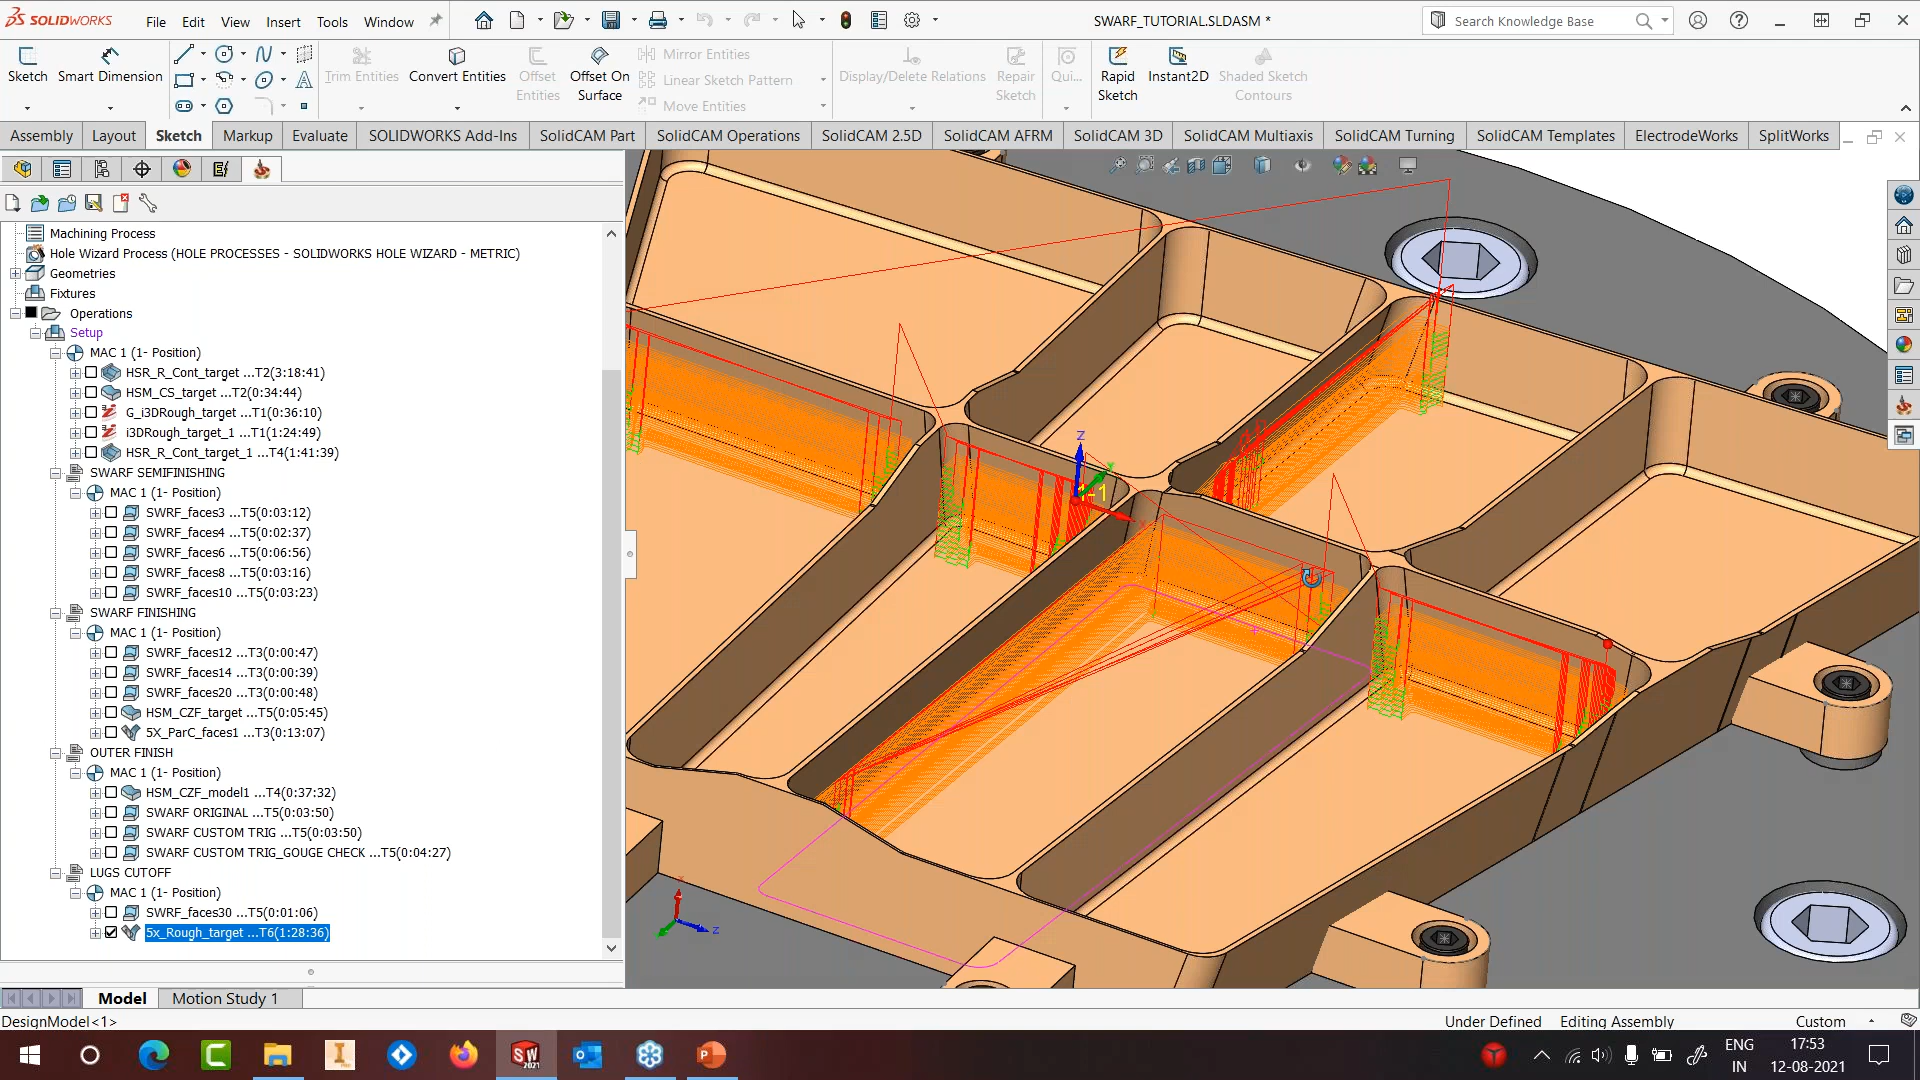 SOLIDWORKS File Edit View Insert Tools Window SWARF_TUTORIAL.SLDASM * Search Knowledge Base
Sketch Smart Dimension Trim Entities Convert Entities Offset Entities Offset On Surface Mirror Entities Linear Sketch Pattern Move Entities Display/Delete Relations Repair Sketch Qui... Rapid Sketch Instant2D Shaded Sketch Contours
Assembly Layout Sketch Markup Evaluate SOLIDWORKS Add-Ins SolidCAM Part SolidCAM Operations SolidCAM 2.5D SolidCAM AFRM SolidCAM 3D SolidCAM Multiaxis SolidCAM Turning SolidCAM Templates ElectrodeWorks SplitWorks
Machining Process
Hole Wizard Process (HOLE PROCESSES - SOLIDWORKS HOLE WIZARD - METRIC)
Geometries
Fixtures
Operations
Setup
MAC 1 (1- Position)
HSR_R_Cont_target ...T2(3:18:41)
HSM_CS_target ...T2(0:34:44)
G_i3DRough_target ...T1(0:36:10)
i3DRough_target_1 ...T1(1:24:49)
HSR_R_Cont_target_1 ...T4(1:41:39)
SWARF SEMIFINISHING
MAC 1 (1- Position)
SWRF_faces3 ...T5(0:03:12)
SWRF_faces4 ...T5(0:02:37)
SWRF_faces6 ...T5(0:06:56)
SWRF_faces8 ...T5(0:03:16)
SWRF_faces10 ...T5(0:03:23)
SWARF FINISHING
MAC 1 (1- Position)
SWRF_faces12 ...T3(0:00:47)
SWRF_faces14 ...T3(0:00:39)
SWRF_faces20 ...T3(0:00:48)
HSM_CZF_target ...T5(0:05:45)
5X_ParC_faces1 ...T3(0:13:07)
OUTER FINISH
MAC 1 (1- Position)
HSM_CZF_model1 ...T4(0:37:32)
SWARF ORIGINAL ...T5(0:03:50)
SWARF CUSTOM TRIG ...T5(0:03:50)
SWARF CUSTOM TRIG_GOUGE CHECK ...T5(0:04:27)
LUGS CUTOFF
MAC 1 (1- Position)
SWRF_faces30 ...T5(0:01:06)
5x_Rough_target ...T6(1:28:36)
Z
Y
1-1
X
Z
Model Motion Study 1
DesignModel<1> Under Defined Editing Assembly Custom
SW 2021 ENG IN 17:53 12-08-2021